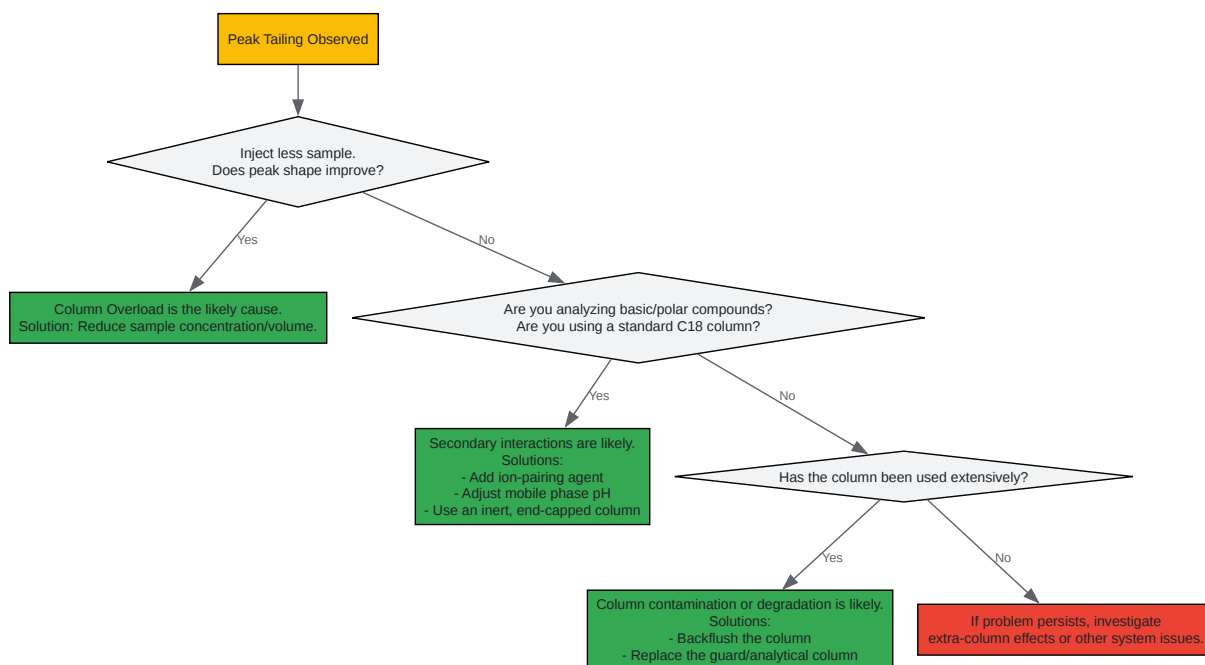 Peak Tailing Observed
Inject less sample.
Does peak shape improve?
Yes
No
Column Overload is the likely cause.
Solution: Reduce sample concentration/volume.
Are you analyzing basic/polar compounds?
Are you using a standard C18 column?
Yes
No
Secondary interactions are likely.
Solutions:
- Add ion-pairing agent
- Adjust mobile phase pH
- Use an inert, end-capped column
Has the column been used extensively?
Yes
No
Column contamination or degradation is likely.
Solutions:
- Backflush the column
- Replace the guard/analytical column
If problem persists, investigate
extra-column effects or other system issues.